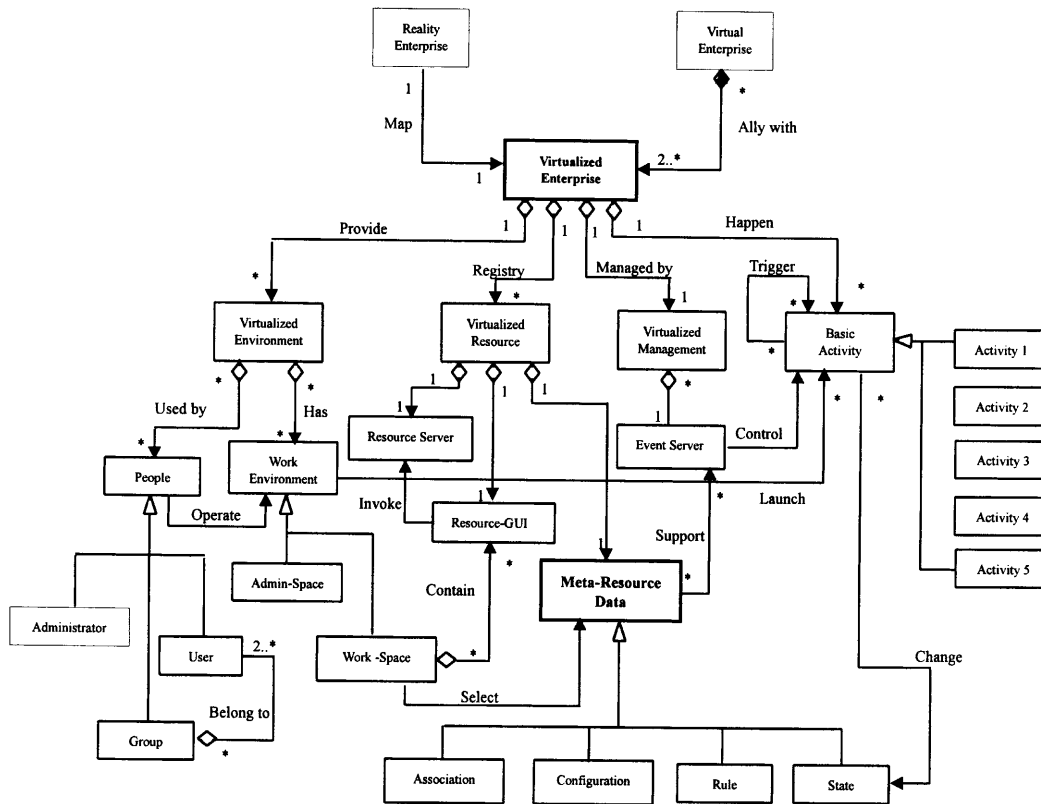 Reality
Enterprise
Virtual
Enterprise
1
*
Map
Ally with
1
2..*
Virtualized
Enterprise
1
1
1
1
Provide
Happen
Registry
Managed by
Trigger
*
*
1
*
*
Virtualized
Environment
Virtualized
Resource
Virtualized
Management
Basic
Activity
*
Activity 1
*
*
1
1
1
*
*
*
Used by
Has
Activity 2
*
*
1
1
Resource Server
Event Server
Control
People
Work
Environment
Activity 3
Operate
Invoke
1
*
Launch
Resource-GUI
Support
Activity 4
Admin-Space
Contain
*
1
*
Meta-Resource
Data
Activity 5
Administrator
User
2..*
Work -Space
*
Change
Select
Belong to
Group
*
Association
Configuration
Rule
State